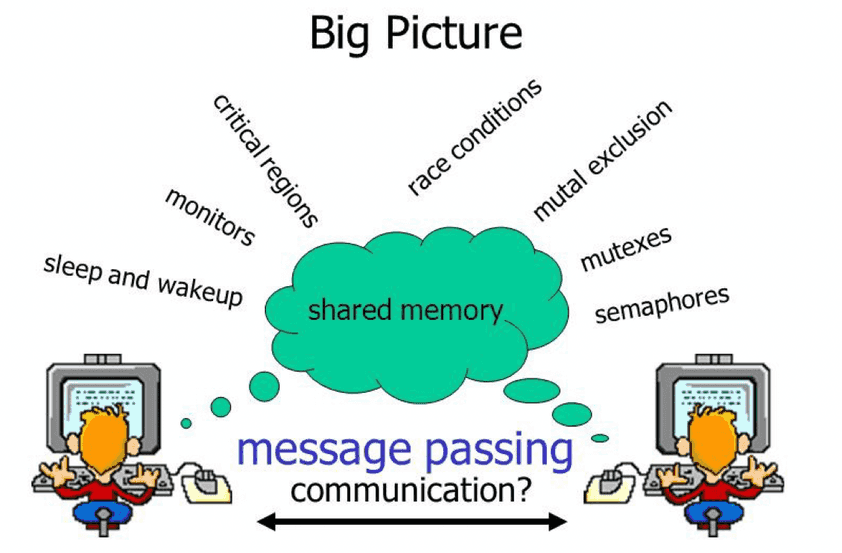 Big Picture
critical regions
race conditions
mutal exclusion
monitors
mutexes
sleep and wakeup
semaphores
shared memory
message passing
communication?